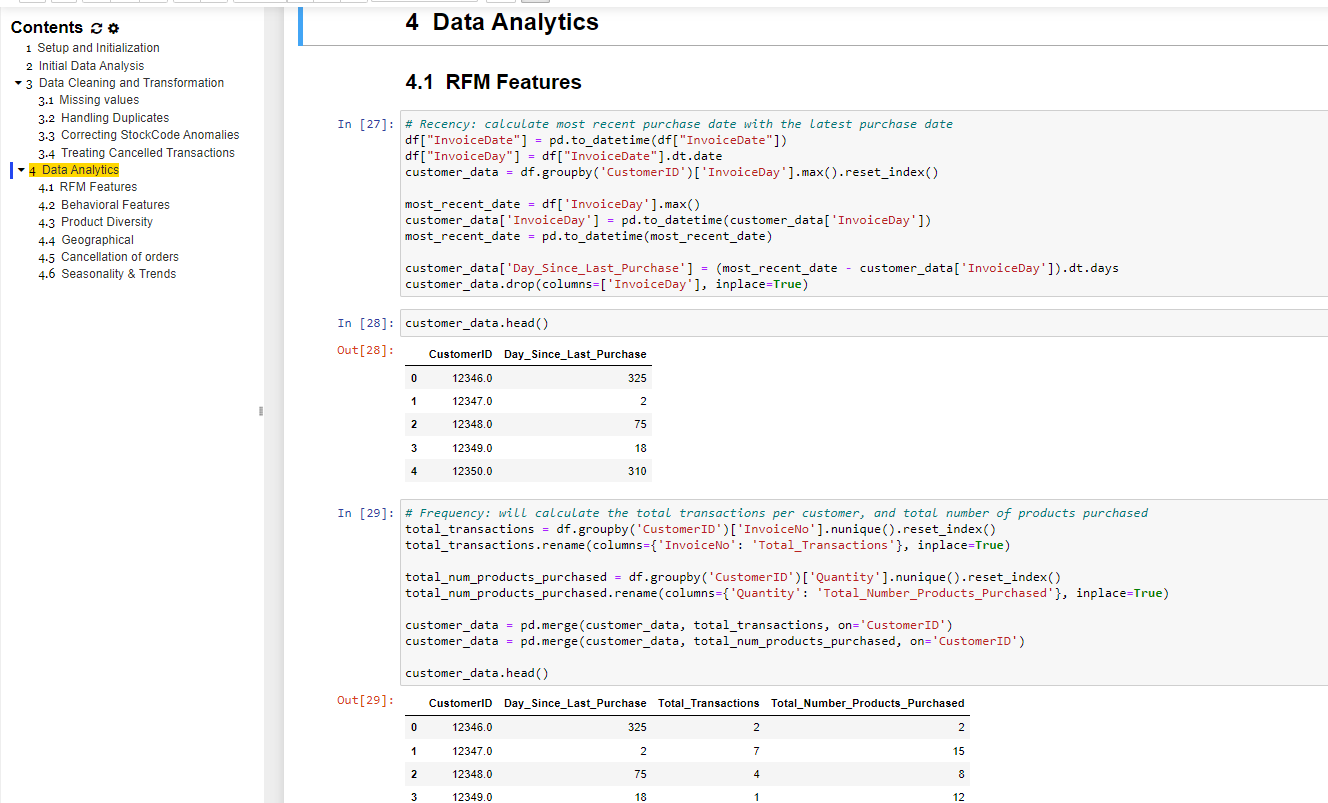 Contents
1 Setup and Initialization
2 Initial Data Analysis
3 Data Cleaning and Transformation
3.1 Missing values
3.2 Handling Duplicates
3.3 Correcting StockCode Anomalies
3.4 Treating Cancelled Transactions
4 Data Analytics
4.1 RFM Features
4.2 Behavioral Features
4.3 Product Diversity
4.4 Geographical
4.5 Cancellation of orders
4.6 Seasonality & Trends
4 Data Analytics
4.1 RFM Features
In [27]:
# Recency: calculate most recent purchase date with the latest purchase date
df["InvoiceDate"] = pd.to_datetime(df["InvoiceDate"])
df["InvoiceDay"] = df["InvoiceDate"].dt.date
customer_data = df.groupby('CustomerID')['InvoiceDay'].max().reset_index()
most_recent_date = df['InvoiceDay'].max()
customer_data['InvoiceDay'] = pd.to_datetime(customer_data['InvoiceDay'])
most_recent_date = pd.to_datetime(most_recent_date)
customer_data['Day_Since_Last_Purchase'] = (most_recent_date - customer_data['InvoiceDay']).dt.days
customer_data.drop(columns=['InvoiceDay'], inplace=True)
In [28]: customer_data.head()
Out[28]:
CustomerID Day_Since_Last_Purchase
0 12346.0 325
1 12347.0 2
2 12348.0 75
3 12349.0 18
4 12350.0 310
In [29]:
# Frequency: will calculate the total transactions per customer, and total number of products purchased
total_transactions = df.groupby('CustomerID')['InvoiceNo'].nunique().reset_index()
total_transactions.rename(columns={'InvoiceNo': 'Total_Transactions'}, inplace=True)
total_num_products_purchased = df.groupby('CustomerID')['Quantity'].nunique().reset_index()
total_num_products_purchased.rename(columns={'Quantity': 'Total_Number_Products_Purchased'}, inplace=True)
customer_data = pd.merge(customer_data, total_transactions, on='CustomerID')
customer_data = pd.merge(customer_data, total_num_products_purchased, on='CustomerID')
customer_data.head()
Out[29]:
CustomerID Day_Since_Last_Purchase Total_Transactions Total_Number_Products_Purchased
0 12346.0 325 2 2
1 12347.0 2 7 15
2 12348.0 75 4 8
3 12349.0 18 1 12